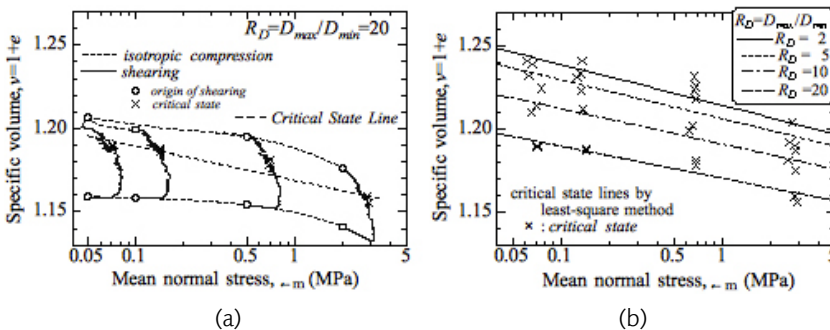 (a)
R_D=D_max/D_min=20
isotropic compression
shearing
origin of shearing
critical state
Critical State Line
1.25
1.20
1.15
Specific volume, v=1+e
0.05 0.1 0.5 1 5
Mean normal stress, ←m (MPa)
(a)
(b)
R_D=D_max/D_min
R_D = 2
R_D = 5
R_D =10
R_D =20
1.25
1.20
1.15
Specific volume, v=1+e
critical state lines by
least-square method
× : critical state
0.05 0.1 0.5 1 5
Mean normal stress, ←m (MPa)
(b)